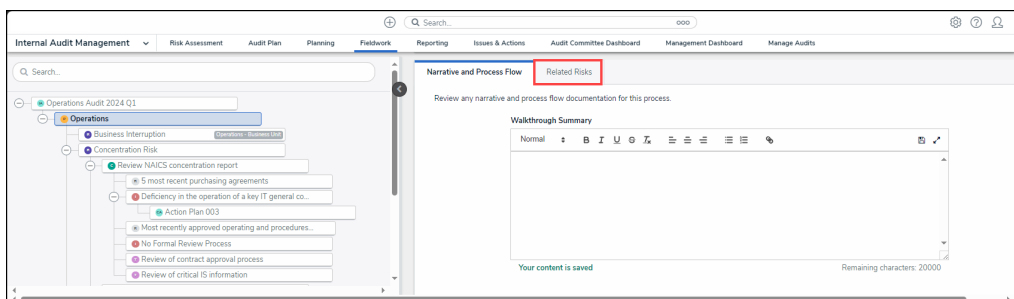 Search...
ooo
Internal Audit Management
Risk Assessment
Audit Plan
Planning
Fieldwork
Reporting
Issues & Actions
Audit Committee Dashboard
Management Dashboard
Manage Audits
Search...
Operations Audit 2024 Q1
Operations
Business Interruption
Operations - Business Unit
Concentration Risk
Review NAICS concentration report
5 most recent purchasing agreements
Deficiency in the operation of a key IT general co...
Action Plan 003
Most recently approved operating and procedures...
No Formal Review Process
Review of contract approval process
Review of critical IS information
Narrative and Process Flow
Related Risks
Review any narrative and process flow documentation for this process.
Walkthrough Summary
Normal
B I U
Your content is saved
Remaining characters: 20000